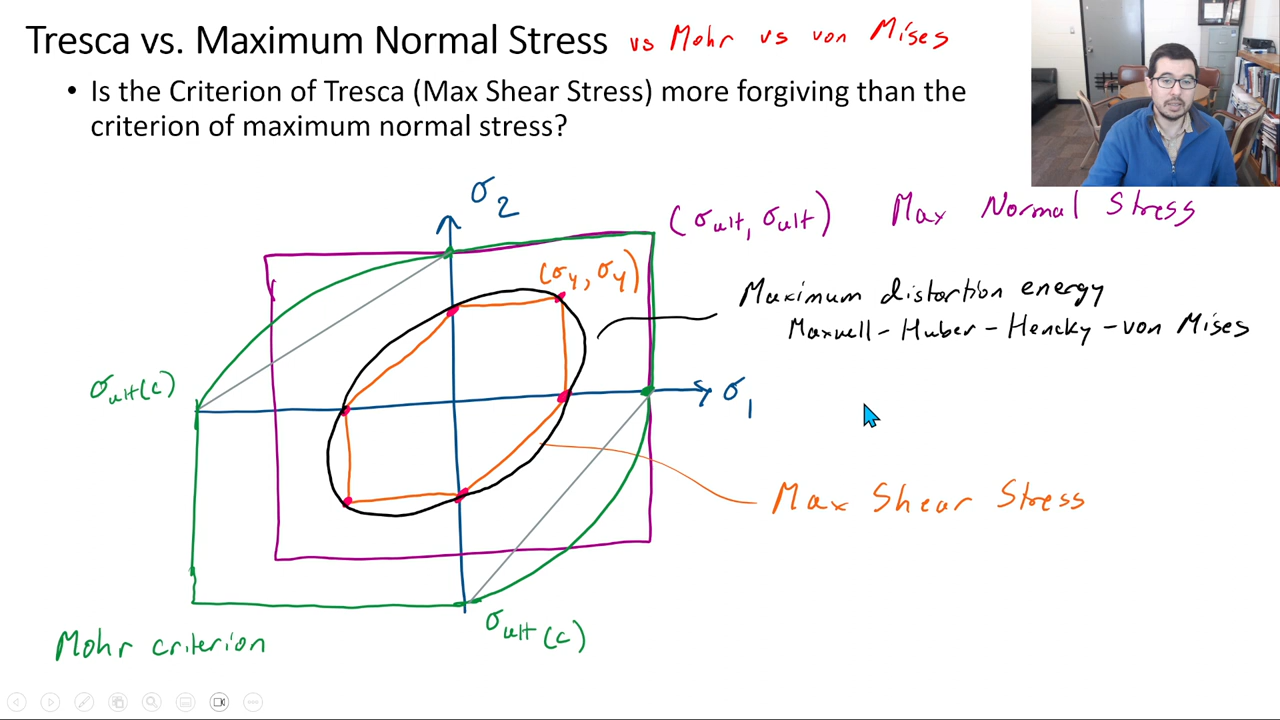 Tresca vs. Maximum Normal Stress vs Mohr vs von Mises
• Is the Criterion of Tresca (Max Shear Stress) more forgiving than the
criterion of maximum normal stress?
σ2
(σult, σult) Max Normal Stress
(σy, σy)
Maximum distortion energy
Maxwell-Huber-Hencky-von Mises
σult(c)
σ1
Max Shear Stress
σult(c)
Mohr criterion